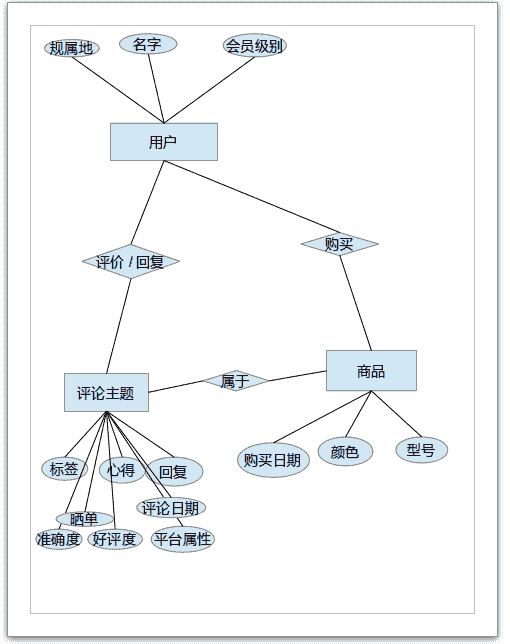 规属地
名字
会员级别
用户
评价 / 回复
购买
评论主题
属于
商品
标签
心得
回复
购买日期
颜色
型号
晒单
评论日期
准确度
好评度
平台属性